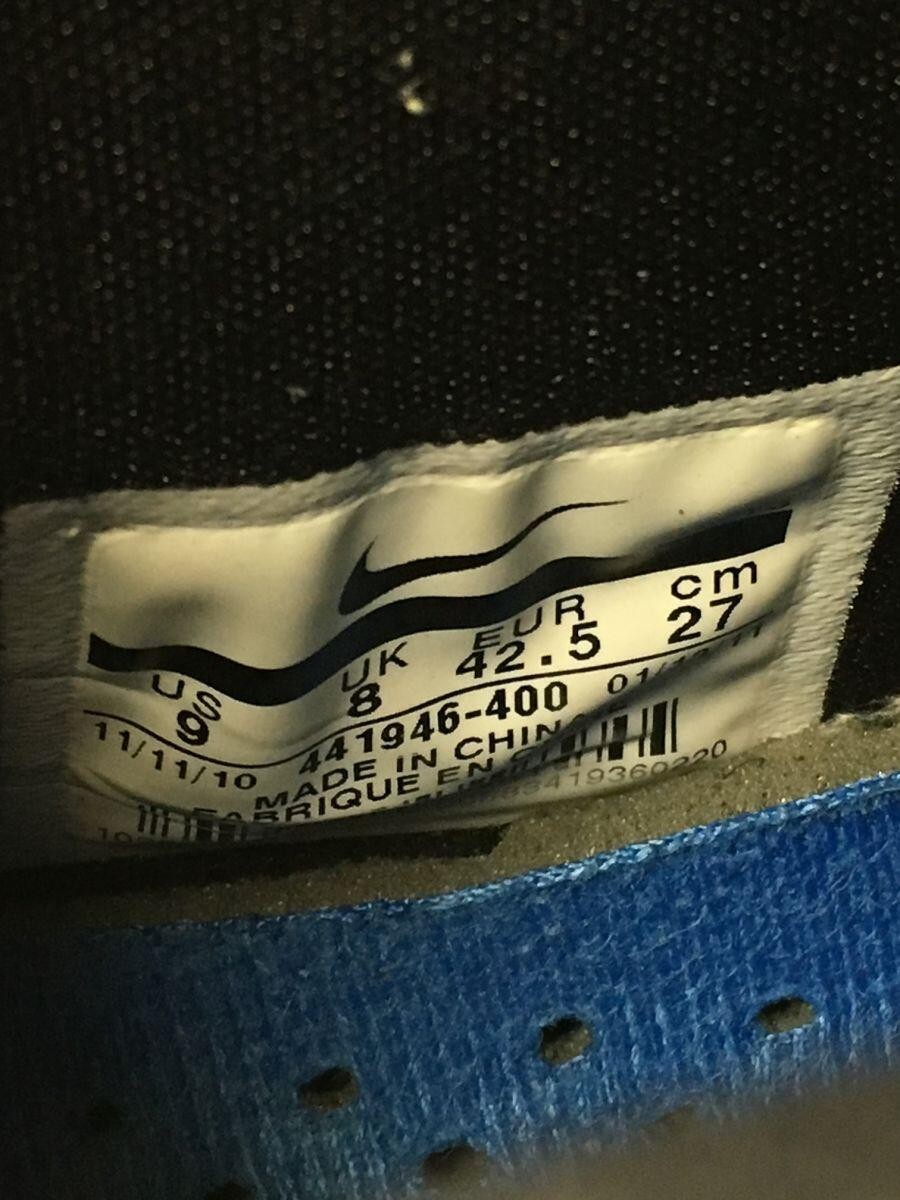 US UK EUR cm
9 8 42.5 27
11/11/10 441946-400
MADE IN CHINA
FABRIQUE EN